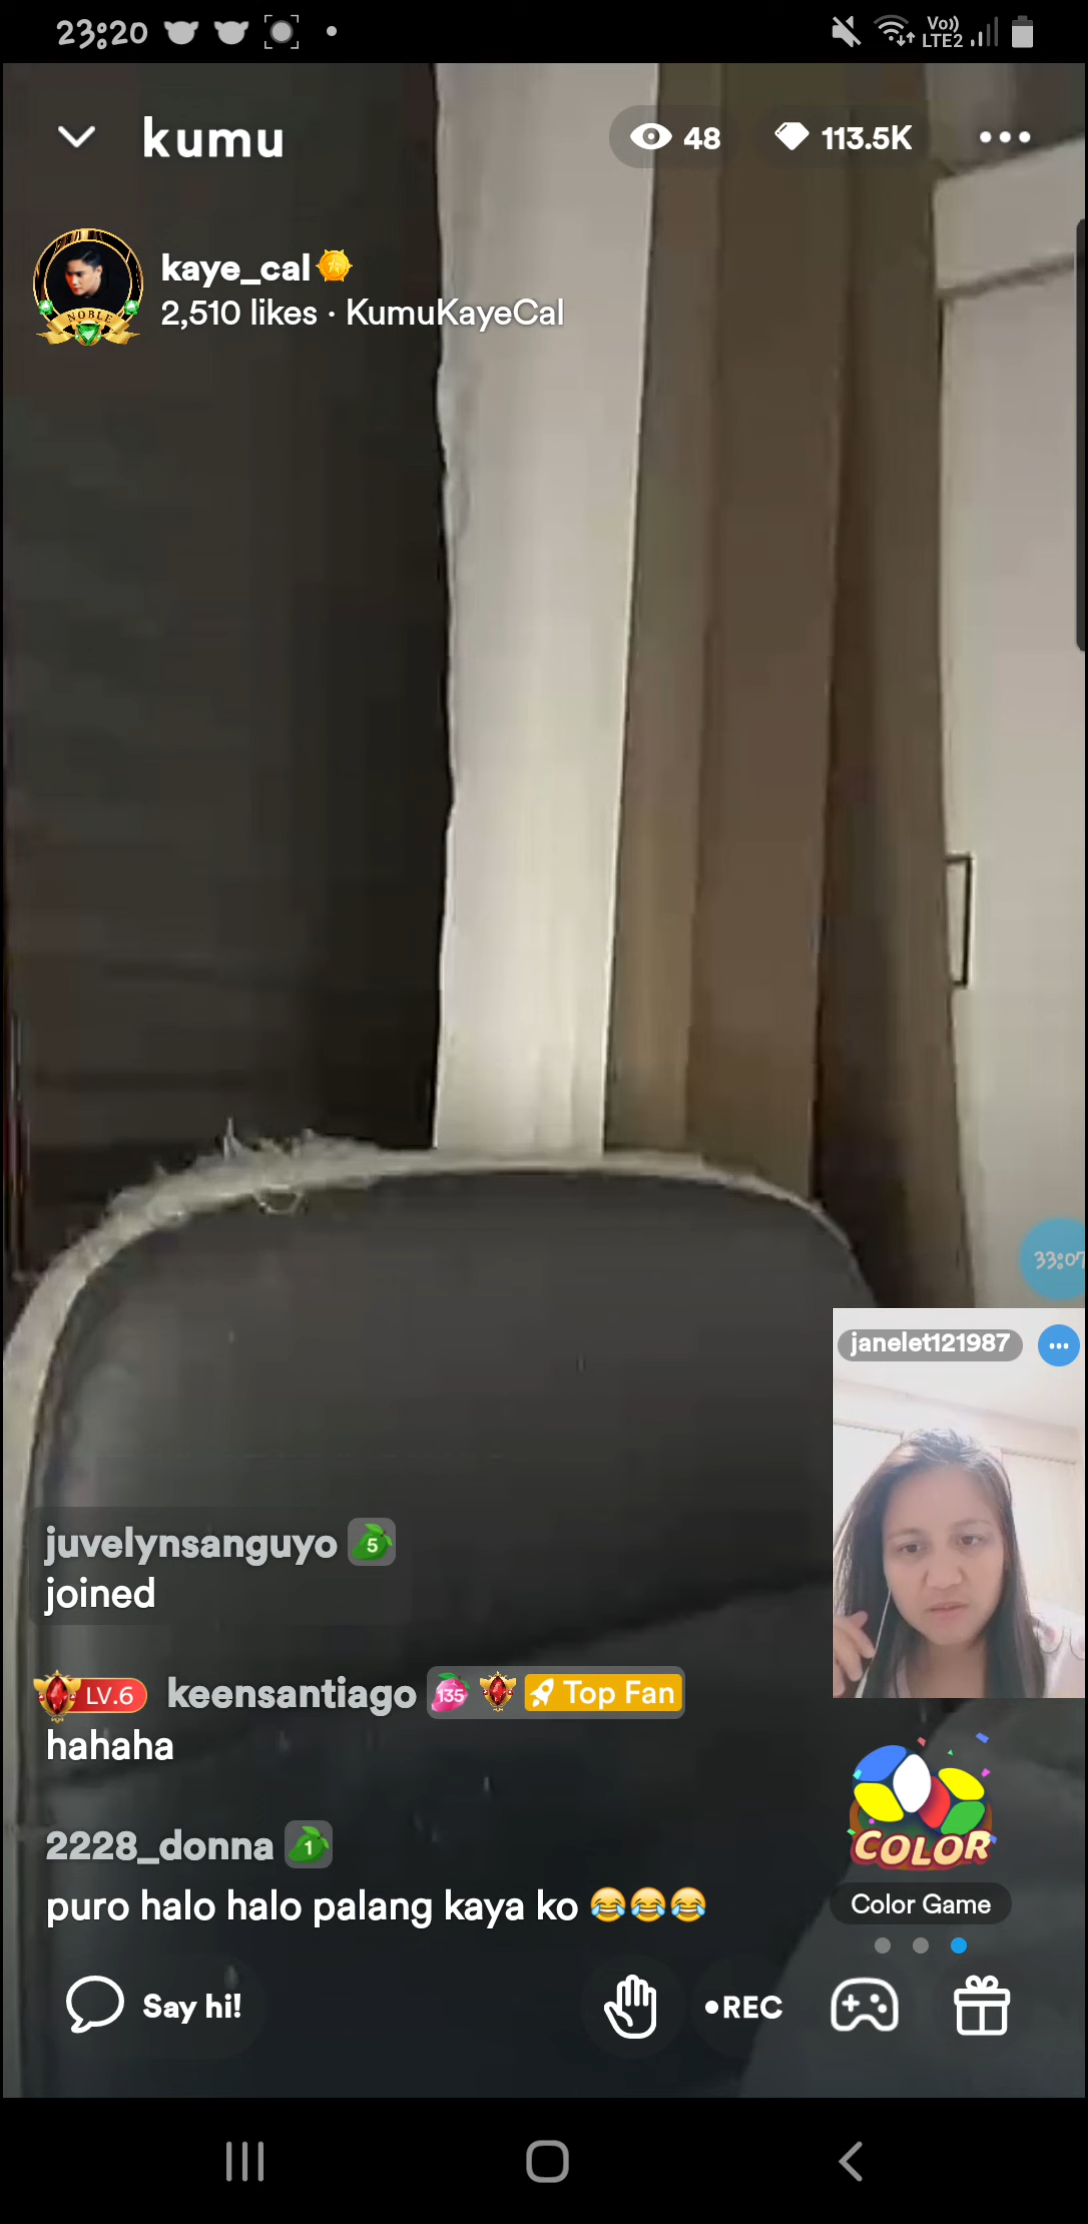 23:20
Vo))
LTE2
kumu
48
113.5K
kaye_cal
2,510 likes · KumuKayeCal
NOBLE
33:07
janelet121987
juvelynsanguyo 5
joined
LV.6 keensantiago 135 Top Fan
hahaha
2228_donna 1
puro halo halo palang kaya ko 😂😂😂
COLOR
Color Game
Say hi!
•REC